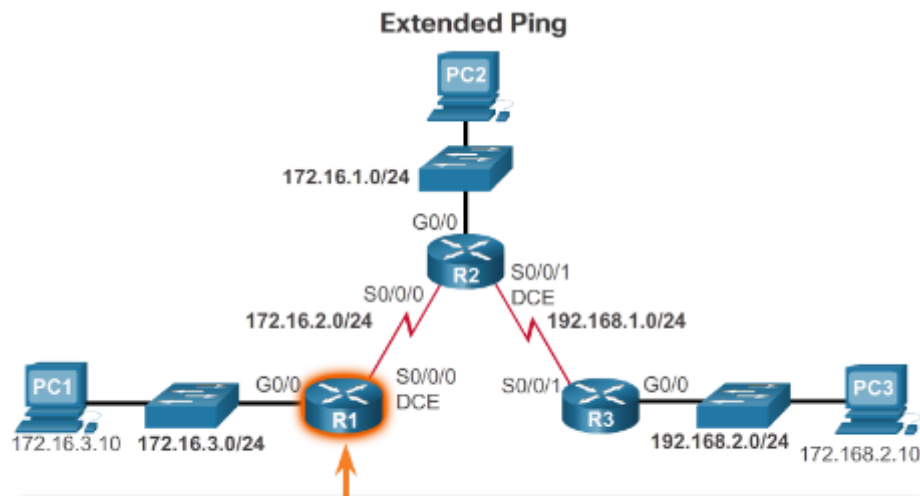 Extended Ping
PC2
172.16.1.0/24
G0/0
R2
S0/0/0
S0/0/1
DCE
172.16.2.0/24
192.168.1.0/24
PC1
G0/0
S0/0/0
DCE
R1
S0/0/1
R3
G0/0
PC3
172.16.3.10
172.16.3.0/24
192.168.2.0/24
172.168.2.10